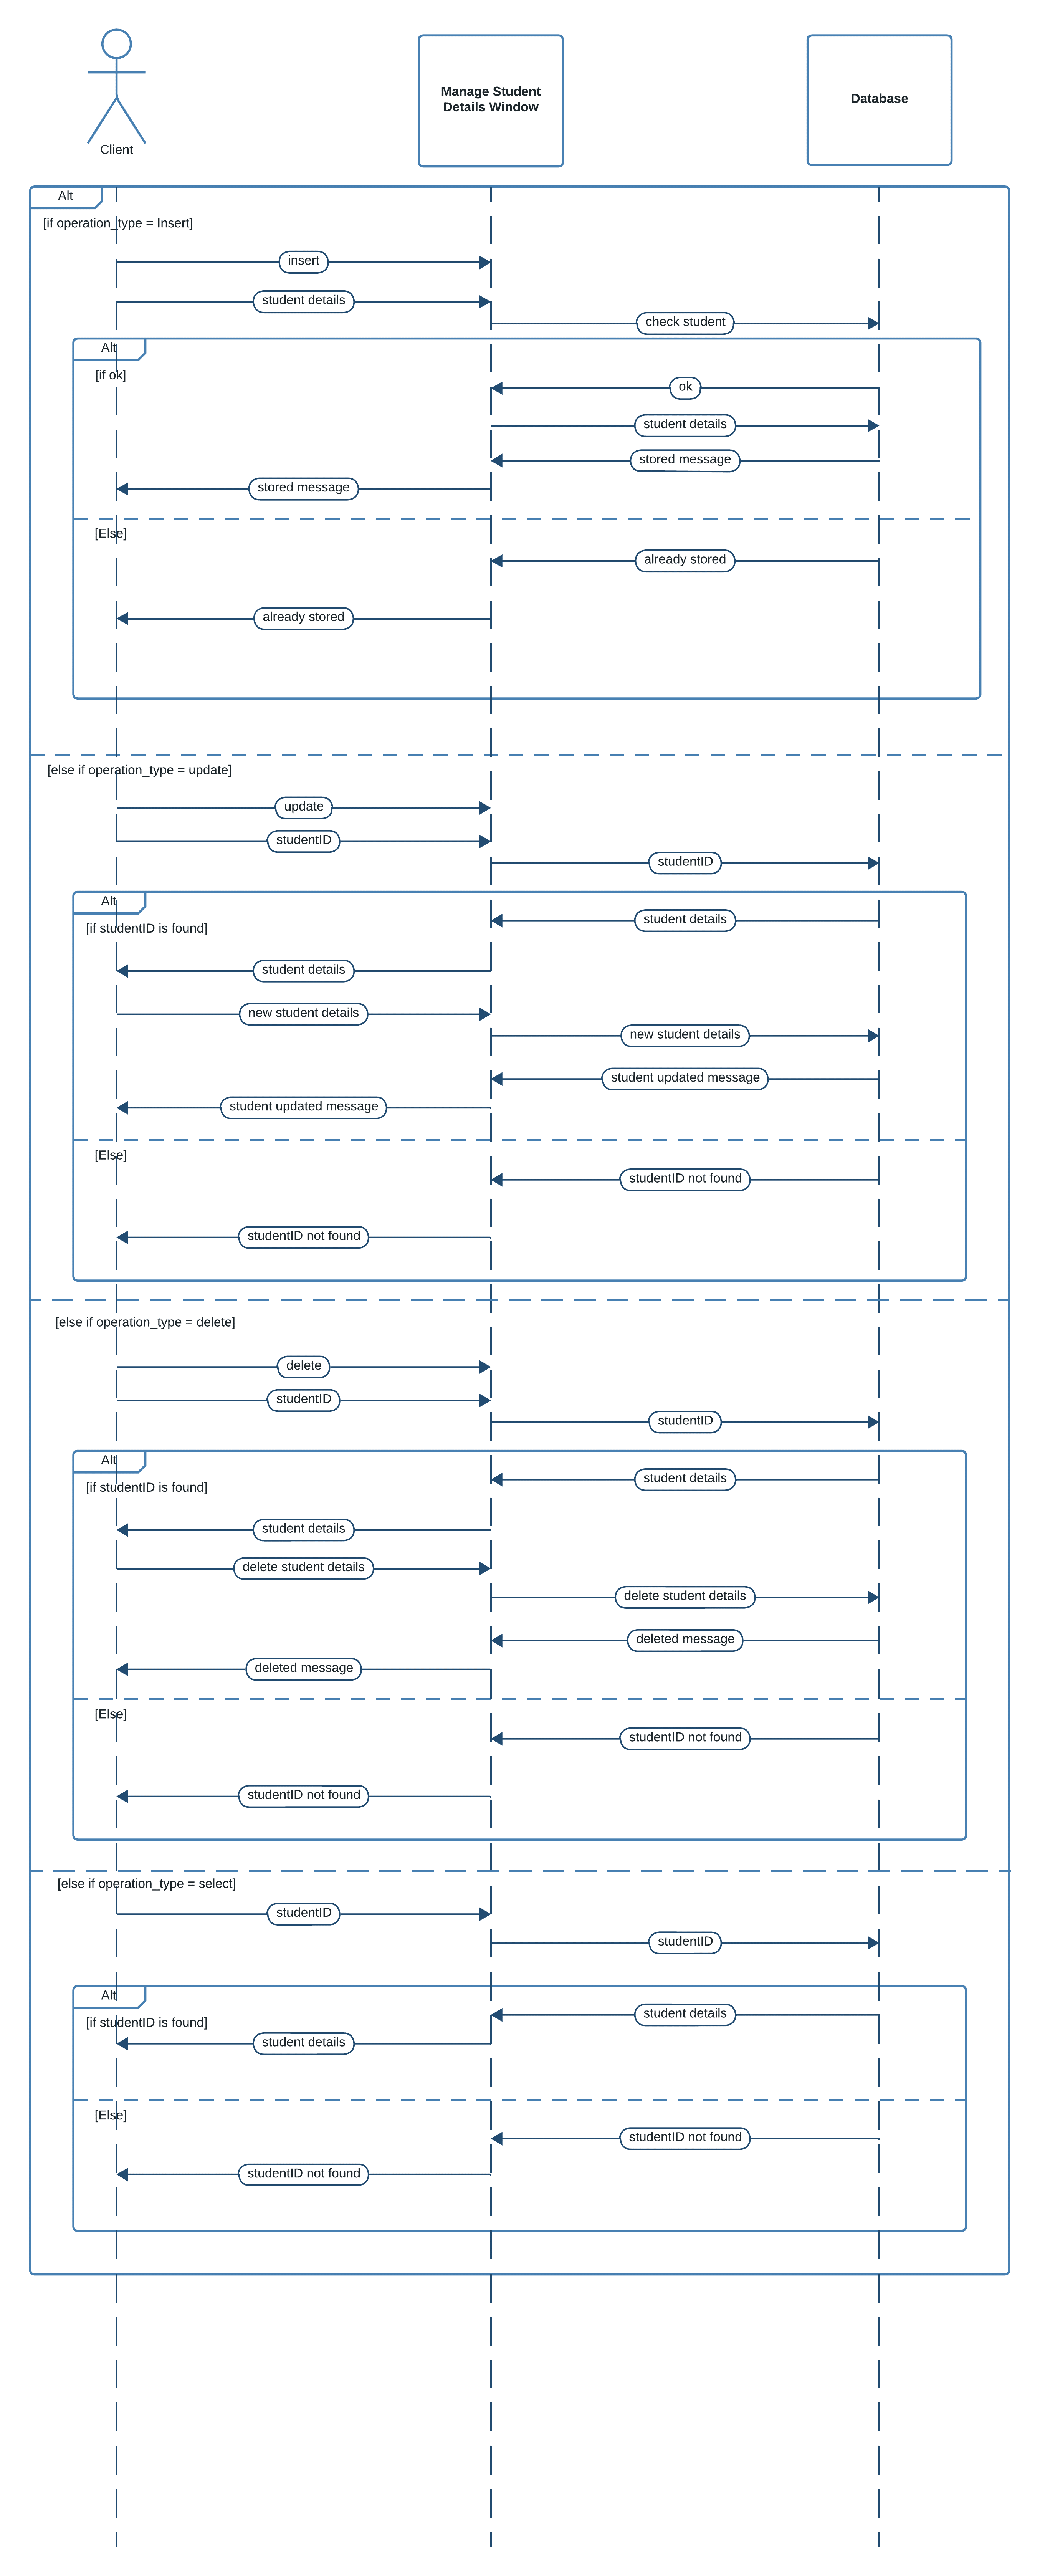 Client
Manage Student
Details Window
Database
Alt
[if operation_type = Insert]
insert
student details
check student
Alt
[if ok]
ok
student details
stored message
stored message
[Else]
already stored
already stored
[else if operation_type = update]
update
studentID
studentID
Alt
student details
[if studentID is found]
student details
new student details
new student details
student updated message
student updated message
[Else]
studentID not found
studentID not found
[else if operation_type = delete]
delete
studentID
studentID
Alt
student details
[if studentID is found]
student details
delete student details
delete student details
deleted message
deleted message
[Else]
studentID not found
studentID not found
[else if operation_type = select]
studentID
studentID
Alt
student details
[if studentID is found]
student details
[Else]
studentID not found
studentID not found